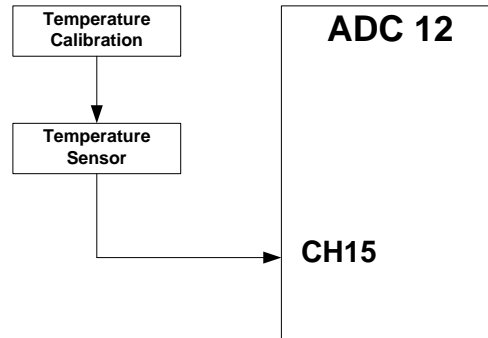 Temperature
Calibration
ADC 12
Temperature
Sensor
CH15